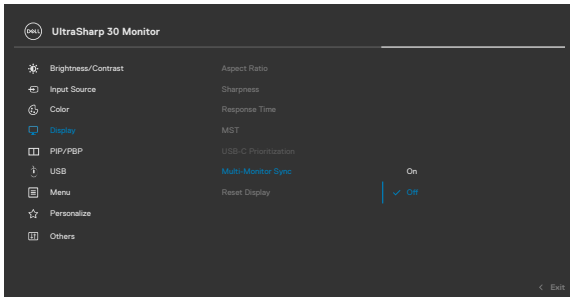 DELL
UltraSharp 30 Monitor
Brightness/Contrast
Aspect Ratio
Input Source
Sharpness
Color
Response Time
Display
MST
PIP/PBP
USB-C Prioritization
USB
Multi-Monitor Sync
On
Menu
Reset Display
Off
Personalize
Others
< Exit